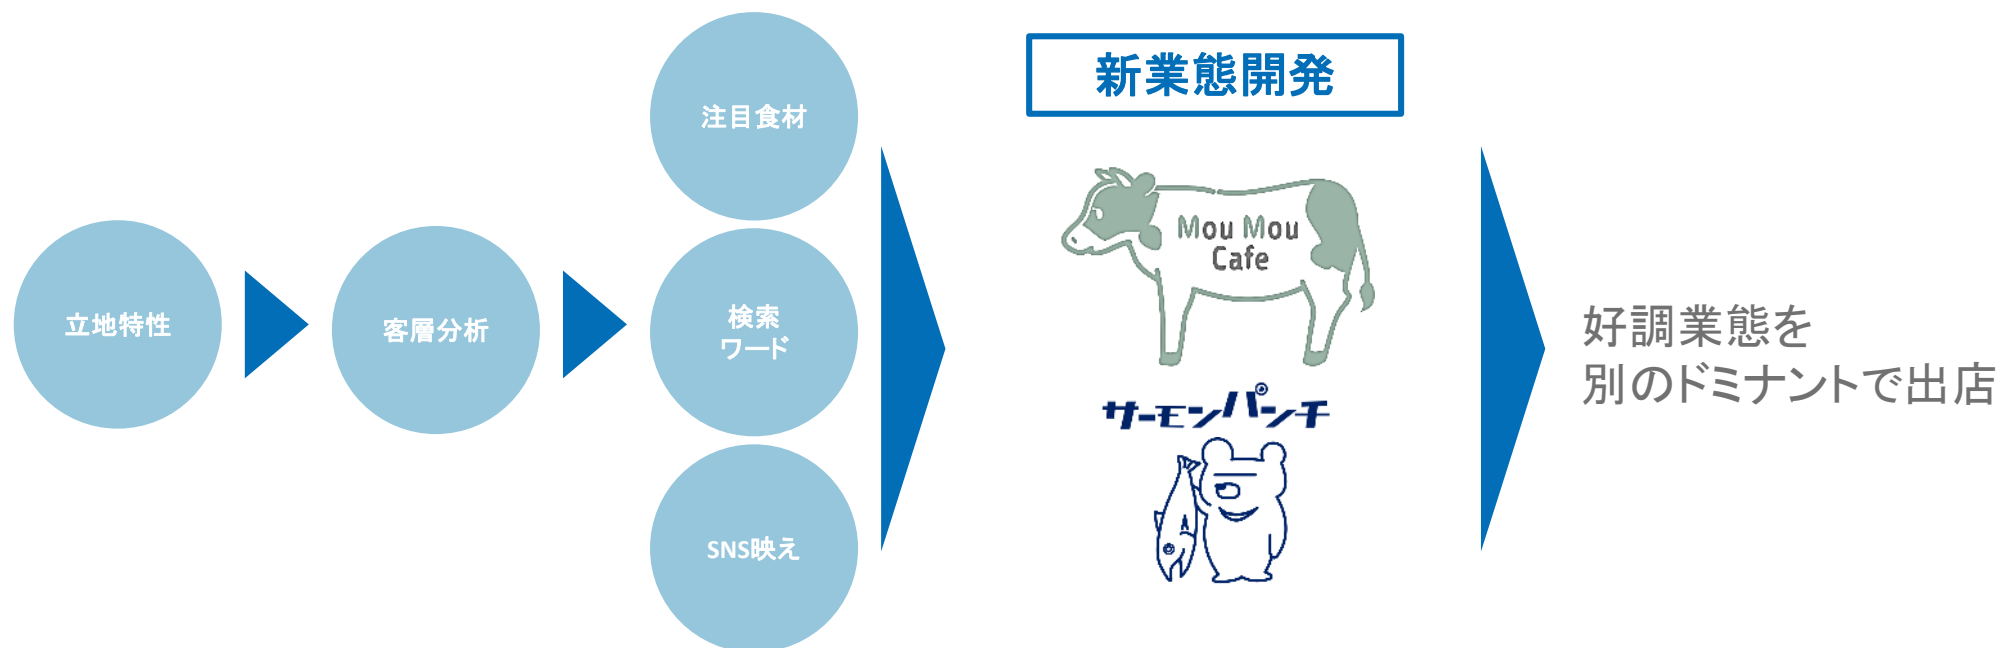 立地特性
客層分析
注目食材
検索
ワード
SNS映え
新業態開発
Mou Mou
Cafe
サーモンパンチ
好調業態を
別のドミナントで出店